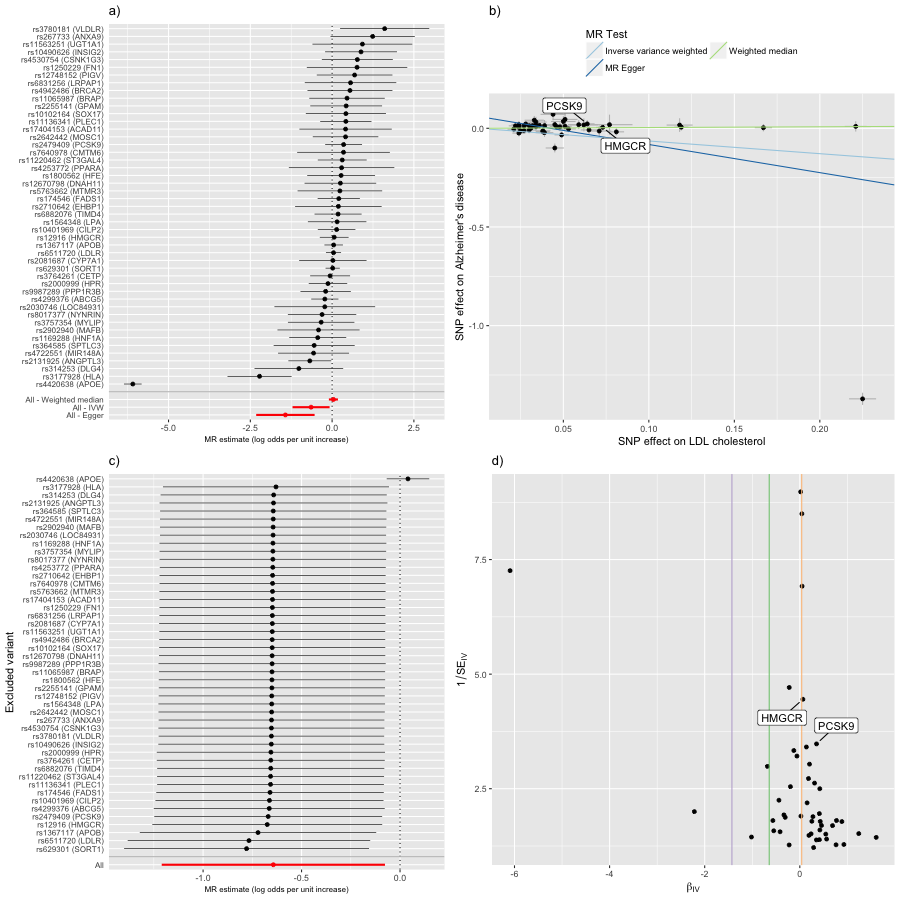 a)
rs3780181 (VLDLR)
rs267733 (ANXA9)
rs11563251 (UGT1A1)
rs10490626 (INSIG2)
rs4530754 (CSNK1G3)
rs1250229 (FN1)
rs12748152 (PIGV)
rs6831256 (LRPAP1)
rs4942486 (BRCA2)
rs11065987 (BRAP)
rs2255141 (GPAM)
rs10102164 (SOX17)
rs11136341 (PLEC1)
rs17404153 (ACAD11)
rs2642442 (MOSC1)
rs2479409 (PCSK9)
rs7640978 (CMTM6)
rs11220462 (ST3GAL4)
rs4253772 (PPARA)
rs1800562 (HFE)
rs12670798 (DNAH11)
rs5763662 (MTMR3)
rs174546 (FADS1)
rs2710642 (EHBP1)
rs6882076 (TIMD4)
rs1564348 (LPA)
rs10401969 (CILP2)
rs12916 (HMGCR)
rs1367117 (APOB)
rs6511720 (LDLR)
rs2081687 (CYP7A1)
rs629301 (SORT1)
rs3764261 (CETP)
rs2000999 (HPR)
rs9987289 (PPP1R3B)
rs4299376 (ABCG5)
rs2030746 (LOC84931)
rs8017377 (NYNRIN)
rs3757354 (MYLIP)
rs2902940 (MAFB)
rs1169288 (HNF1A)
rs364585 (SPTLC3)
rs4722551 (MIR148A)
rs2131925 (ANGPTL3)
rs314253 (DLG4)
rs3177928 (HLA)
rs4420638 (APOE)
All - Weighted median
All - IVW
All - Egger
-5.0 -2.5 0.0 2.5
MR estimate (log odds per unit increase)
b)
MR Test
Inverse variance weighted
Weighted median
MR Egger
PCSK9
HMGCR
0.0
-0.5
-1.0
SNP effect on Alzheimer's disease
0.05 0.10 0.15 0.20
SNP effect on LDL cholesterol
c)
Excluded variant
rs4420638 (APOE)
rs3177928 (HLA)
rs314253 (DLG4)
rs2131925 (ANGPTL3)
rs364585 (SPTLC3)
rs4722551 (MIR148A)
rs2902940 (MAFB)
rs2030746 (LOC84931)
rs1169288 (HNF1A)
rs3757354 (MYLIP)
rs8017377 (NYNRIN)
rs4253772 (PPARA)
rs2710642 (EHBP1)
rs7640978 (CMTM6)
rs5763662 (MTMR3)
rs17404153 (ACAD11)
rs1250229 (FN1)
rs6831256 (LRPAP1)
rs2081687 (CYP7A1)
rs11563251 (UGT1A1)
rs4942486 (BRCA2)
rs10102164 (SOX17)
rs12670798 (DNAH11)
rs9987289 (PPP1R3B)
rs11065987 (BRAP)
rs1800562 (HFE)
rs2255141 (GPAM)
rs12748152 (PIGV)
rs1564348 (LPA)
rs2642442 (MOSC1)
rs267733 (ANXA9)
rs4530754 (CSNK1G3)
rs3780181 (VLDLR)
rs10490626 (INSIG2)
rs2000999 (HPR)
rs3764261 (CETP)
rs6882076 (TIMD4)
rs11220462 (ST3GAL4)
rs11136341 (PLEC1)
rs174546 (FADS1)
rs10401969 (CILP2)
rs4299376 (ABCG5)
rs2479409 (PCSK9)
rs12916 (HMGCR)
rs1367117 (APOB)
rs6511720 (LDLR)
rs629301 (SORT1)
All
-1.0 -0.5 0.0
MR estimate (log odds per unit increase)
d)
7.5
5.0
2.5
1/SE_IV
HMGCR
PCSK9
-6 -4 -2 0
β_IV